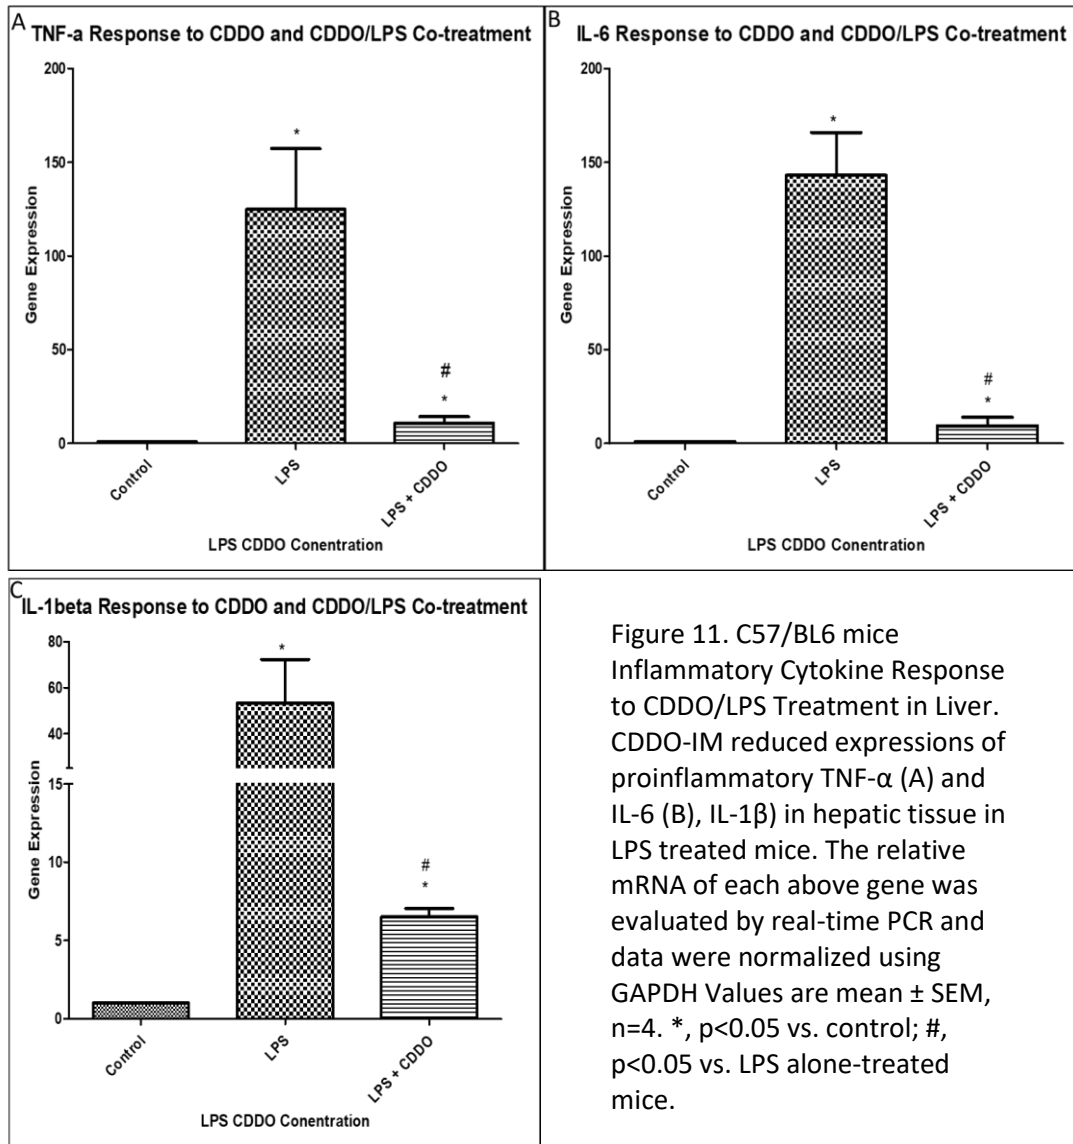 A
TNF-a Response to CDDO and CDDO/LPS Co-treatment
200
150
100
50
0
Gene Expression
*
#
*
Control
LPS
LPS + CDDO
LPS CDDO Conentration
B
IL-6 Response to CDDO and CDDO/LPS Co-treatment
200
150
100
50
0
Gene Expression
*
#
*
Control
LPS
LPS + CDDO
LPS CDDO Conentration
C
IL-1beta Response to CDDO and CDDO/LPS Co-treatment
80
60
40
15
10
5
0
Gene Expression
*
#
*
Control
LPS
LPS + CDDO
LPS CDDO Conentration
Figure 11. C57/BL6 mice
Inflammatory Cytokine Response
to CDDO/LPS Treatment in Liver.
CDDO-IM reduced expressions of
proinflammatory TNF-α (A) and
IL-6 (B), IL-1β) in hepatic tissue in
LPS treated mice. The relative
mRNA of each above gene was
evaluated by real-time PCR and
data were normalized using
GAPDH Values are mean ± SEM,
n=4. *, p<0.05 vs. control; #,
p<0.05 vs. LPS alone-treated
mice.